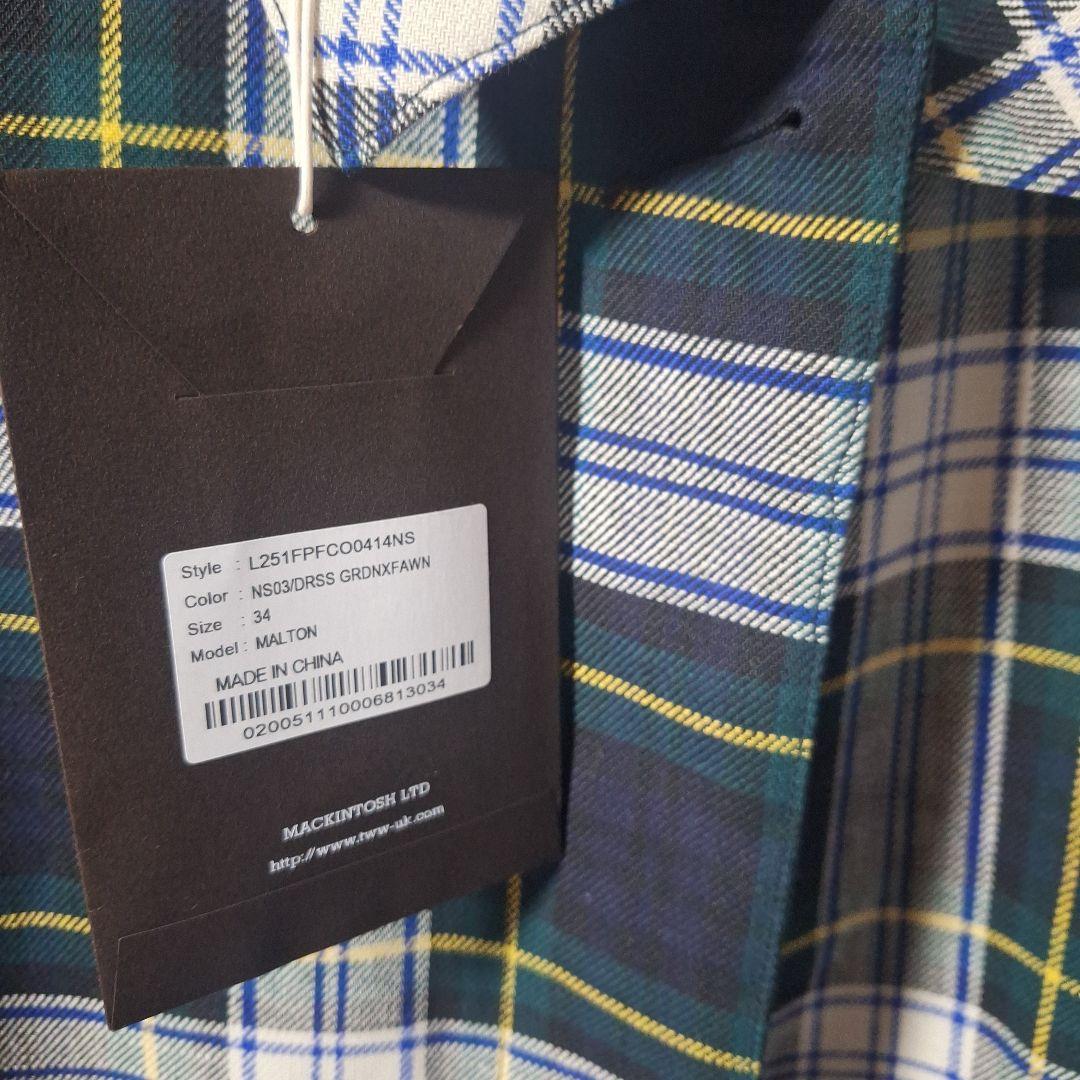 Style : L251FPFCO0414NS
Color : NS03/DRSS GRDNXFAWN
Size : 34
Model : MALTON
MADE IN CHINA
0200511110006813034
MACKINTOSH LTD
http://www.tww-uk.com